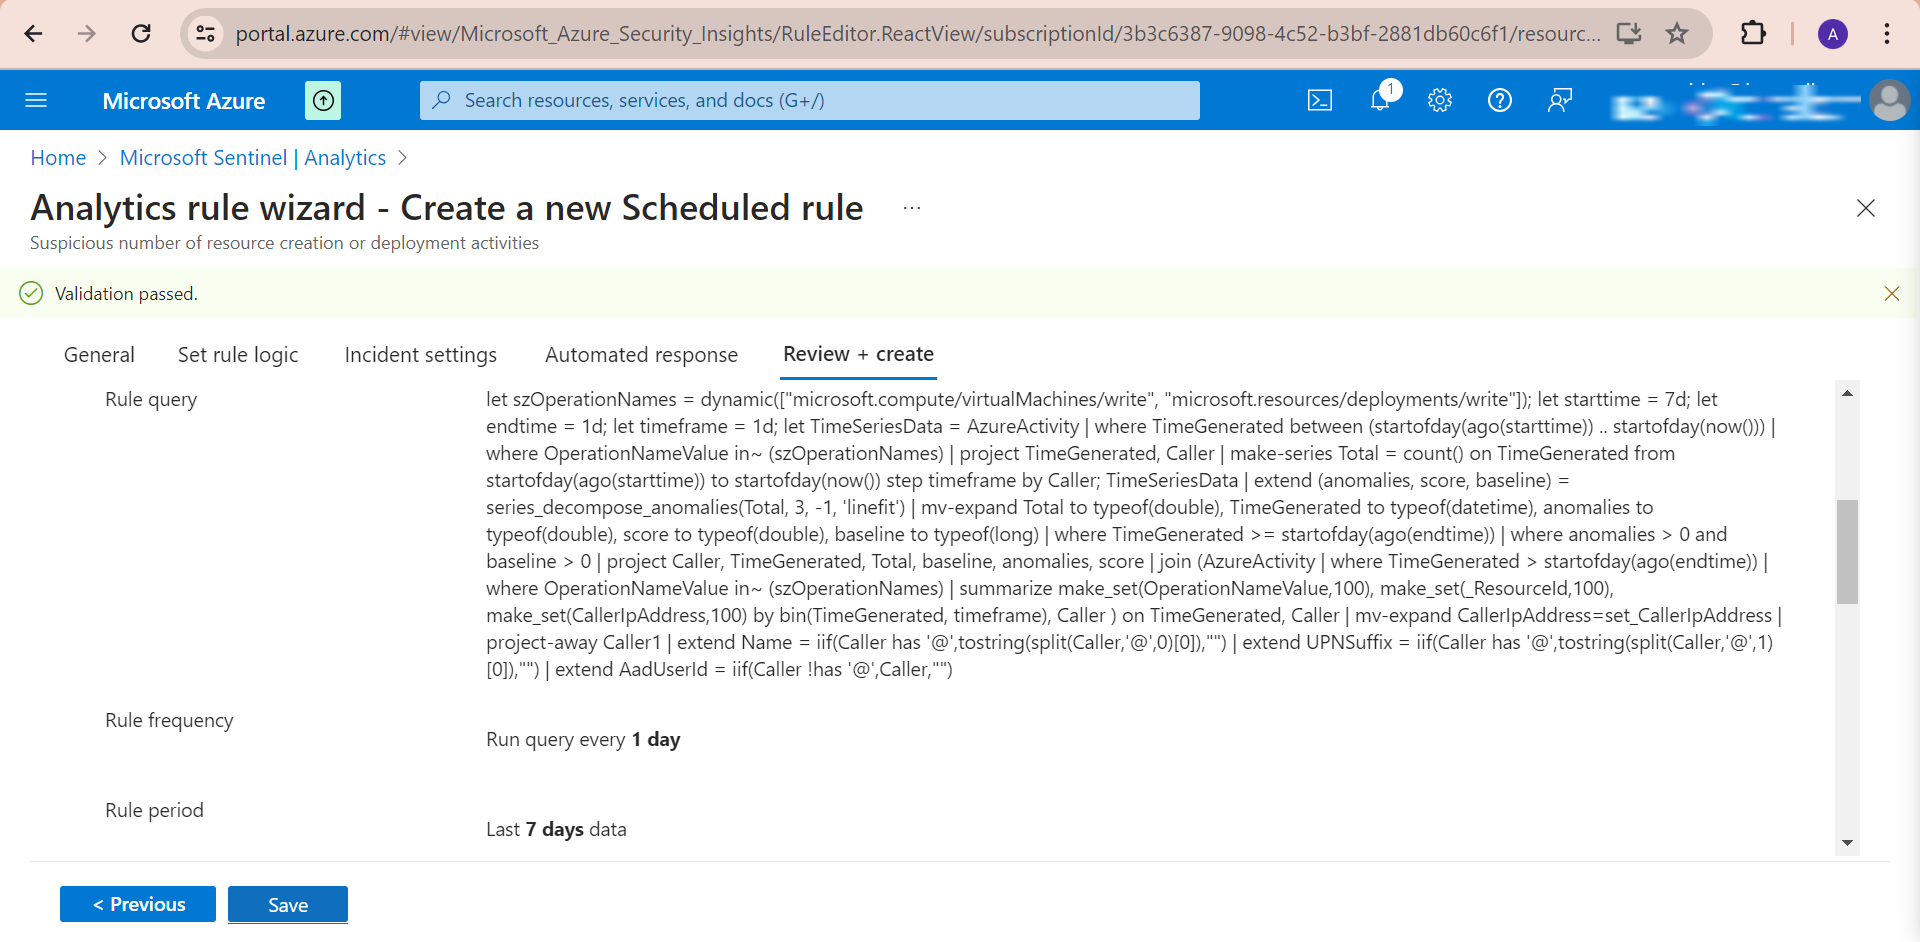 portal.azure.com/#view/Microsoft_Azure_Security_Insights/RuleEditor.ReactView/subscriptionId/3b3c6387-9098-4c52-b3bf-2881db60c6f1/resourc...
A
Microsoft Azure
Search resources, services, and docs (G+/)
1
Home > Microsoft Sentinel | Analytics >
Analytics rule wizard - Create a new Scheduled rule ...
Suspicious number of resource creation or deployment activities
Validation passed.
General Set rule logic Incident settings Automated response Review + create
Rule query
let szOperationNames = dynamic(["microsoft.compute/virtualMachines/write", "microsoft.resources/deployments/write"]); let starttime = 7d; let
endtime = 1d; let timeframe = 1d; let TimeSeriesData = AzureActivity | where TimeGenerated between (startofday(ago(starttime)) .. startofday(now())) |
where OperationNameValue in~ (szOperationNames) | project TimeGenerated, Caller | make-series Total = count() on TimeGenerated from
startofday(ago(starttime)) to startofday(now()) step timeframe by Caller; TimeSeriesData | extend (anomalies, score, baseline) =
series_decompose_anomalies(Total, 3, -1, 'linefit') | mv-expand Total to typeof(double), TimeGenerated to typeof(datetime), anomalies to
typeof(double), score to typeof(double), baseline to typeof(long) | where TimeGenerated >= startofday(ago(endtime)) | where anomalies > 0 and
baseline > 0 | project Caller, TimeGenerated, Total, baseline, anomalies, score | join (AzureActivity | where TimeGenerated > startofday(ago(endtime)) |
where OperationNameValue in~ (szOperationNames) | summarize make_set(OperationNameValue,100), make_set(_ResourceId,100),
make_set(CallerIpAddress,100) by bin(TimeGenerated, timeframe), Caller ) on TimeGenerated, Caller | mv-expand CallerIpAddress=set_CallerIpAddress |
project-away Caller1 | extend Name = iif(Caller has '@',tostring(split(Caller,'@',0)[0]),"") | extend UPNSuffix = iif(Caller has '@',tostring(split(Caller,'@',1)
[0]),"") | extend AadUserId = iif(Caller !has '@',Caller,"")
Rule frequency
Run query every 1 day
Rule period
Last 7 days data
< Previous Save